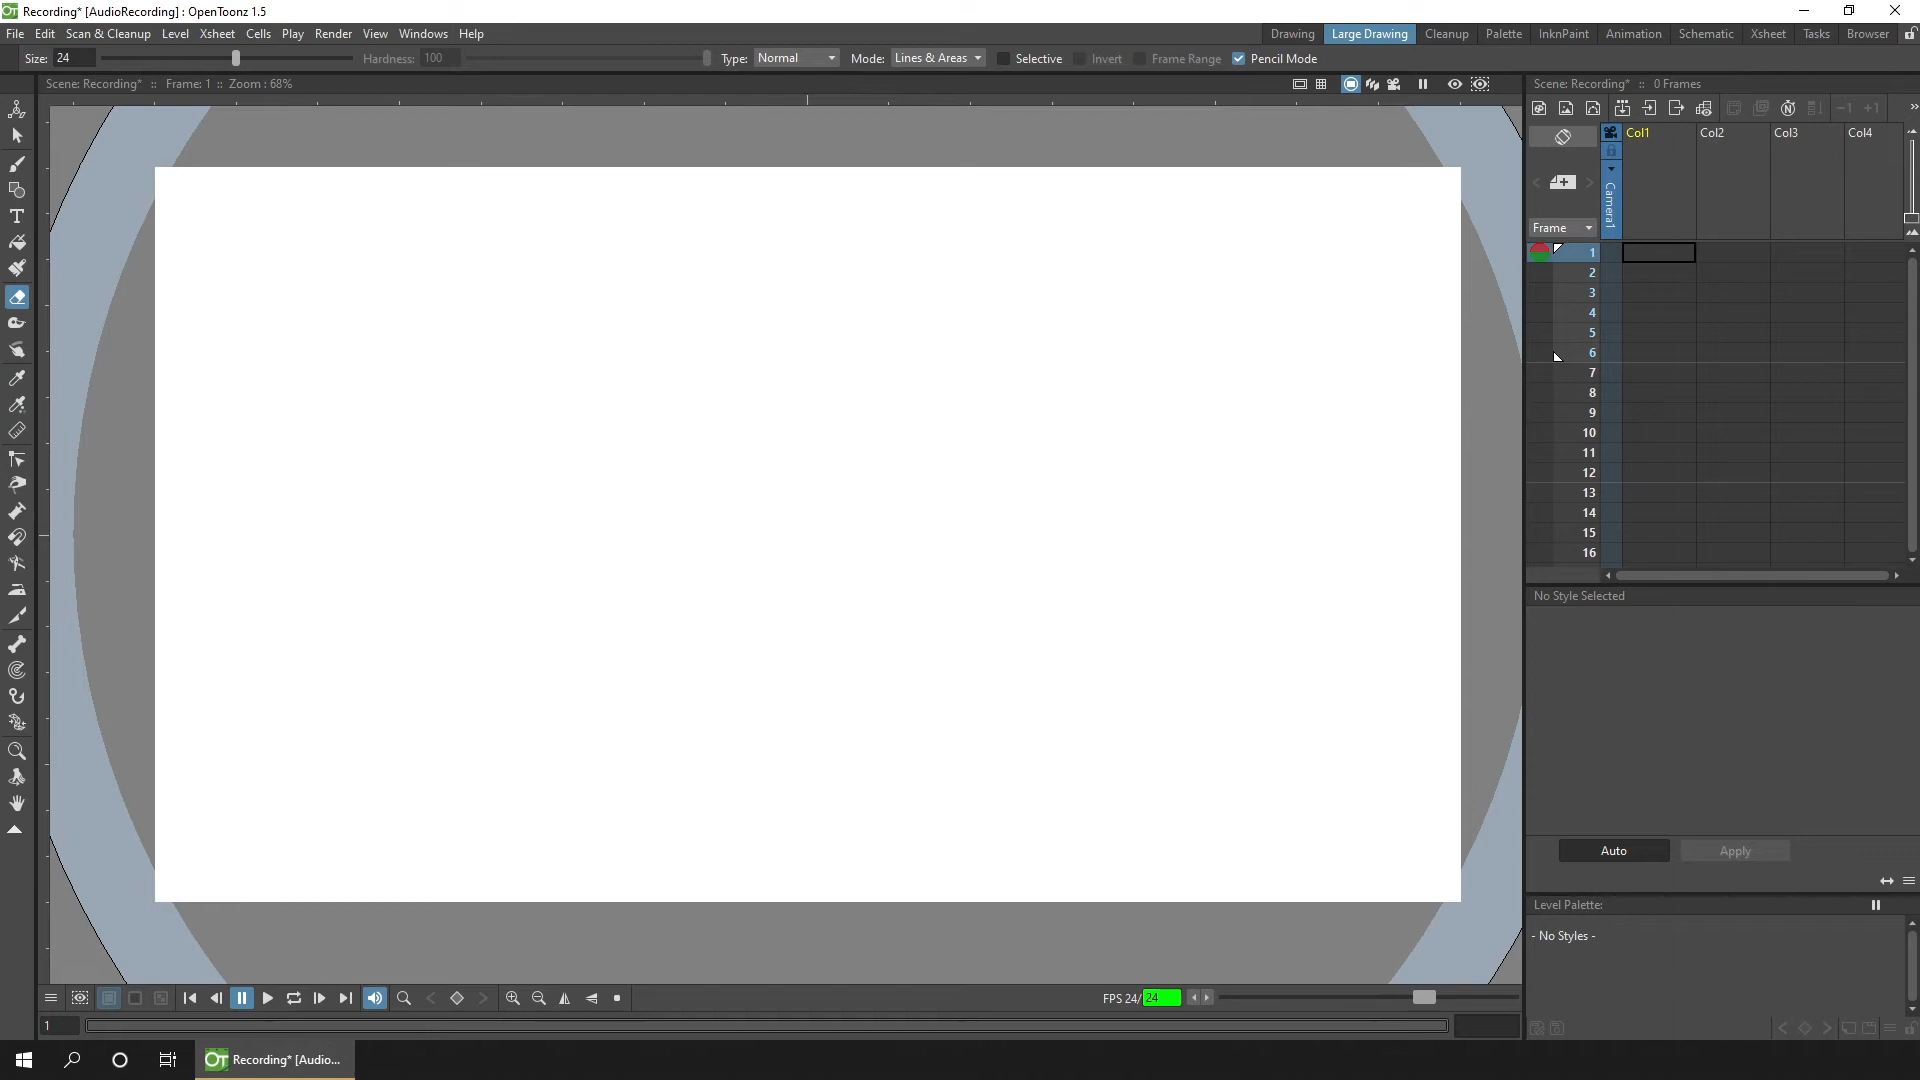 Recording* [AudioRecording] : OpenToonz 1.5
File Edit Scan & Cleanup Level Xsheet Cells Play Render View Windows Help
Drawing Large Drawing Cleanup Palette InknPaint Animation Schematic Xsheet Tasks Browser
Size: 24 Hardness: 100 Type: Normal Mode: Lines & Areas Selective Invert Frame Range Pencil Mode
Scene: Recording* :: Frame: 1 :: Zoom : 68%
Scene: Recording* :: 0 Frames
-1 +1
Col1 Col2 Col3 Col4
Camera1
Frame
1
2
3
4
5
6
7
8
9
10
11
12
13
14
15
16
No Style Selected
Auto Apply
Level Palette:
- No Styles -
FPS 24/24
1
Recording* [Audio...